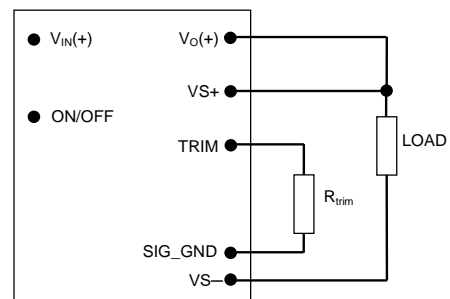 V_IN(+)
V_O(+)
VS+
ON/OFF
TRIM
LOAD
R_trim
SIG_GND
VS─